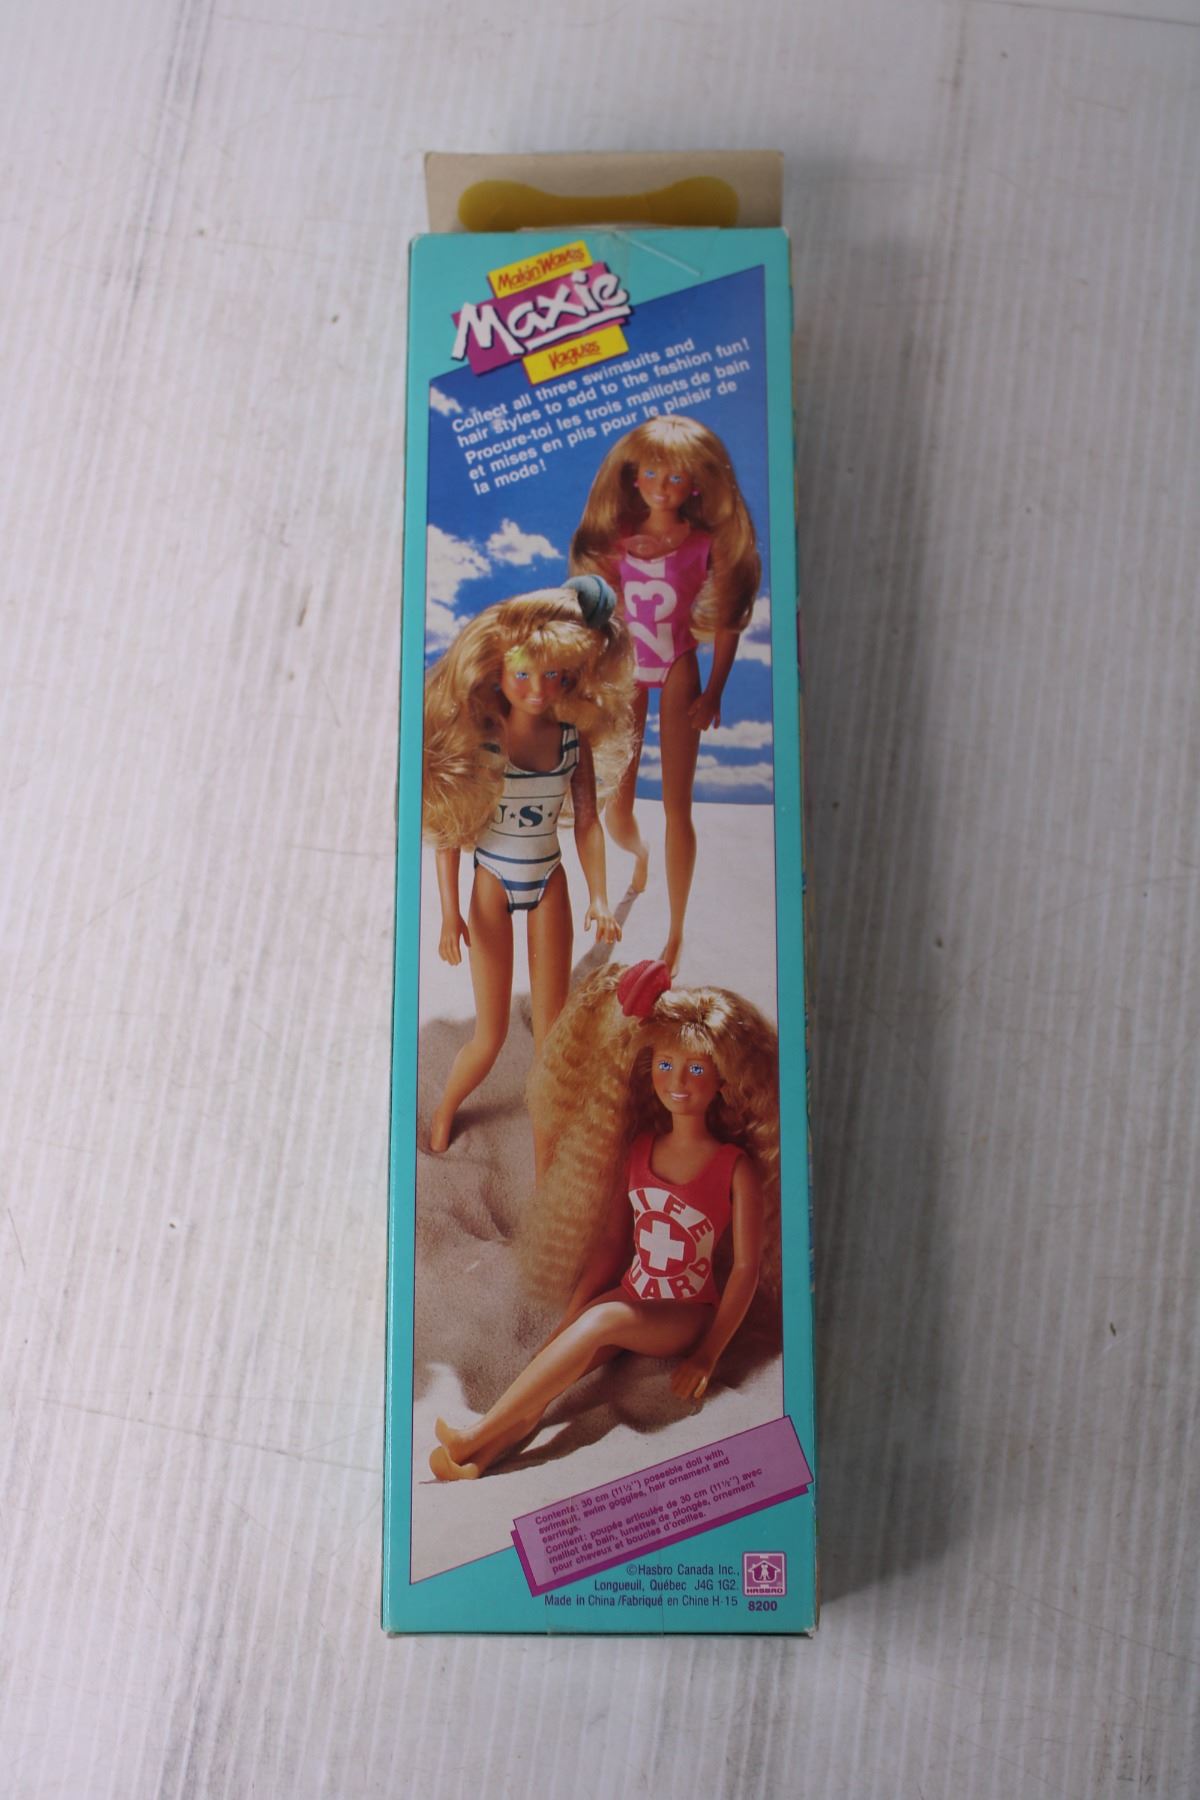 Makin' Waves
Maxie
Vagues
Collect all three swimsuits and
hair styles to add to the fashion fun!
Procure-toi les trois maillots de bain
et mises en plis pour le plaisir de
la mode!
1234
U·S·
LIFE
GUARD
Contents: 30 cm (11½") poseable doll with
swimsuit, swim goggles, hair ornament and
earrings.
Contient: poupée articulée de 30 cm (11½") avec
maillot de bain, lunettes de plongée, ornement
pour cheveux et boucles d'oreilles.
©Hasbro Canada Inc.,
Longueuil, Québec J4G 1G2.
Made in China/Fabriqué en Chine H-15
HASBRO
8200